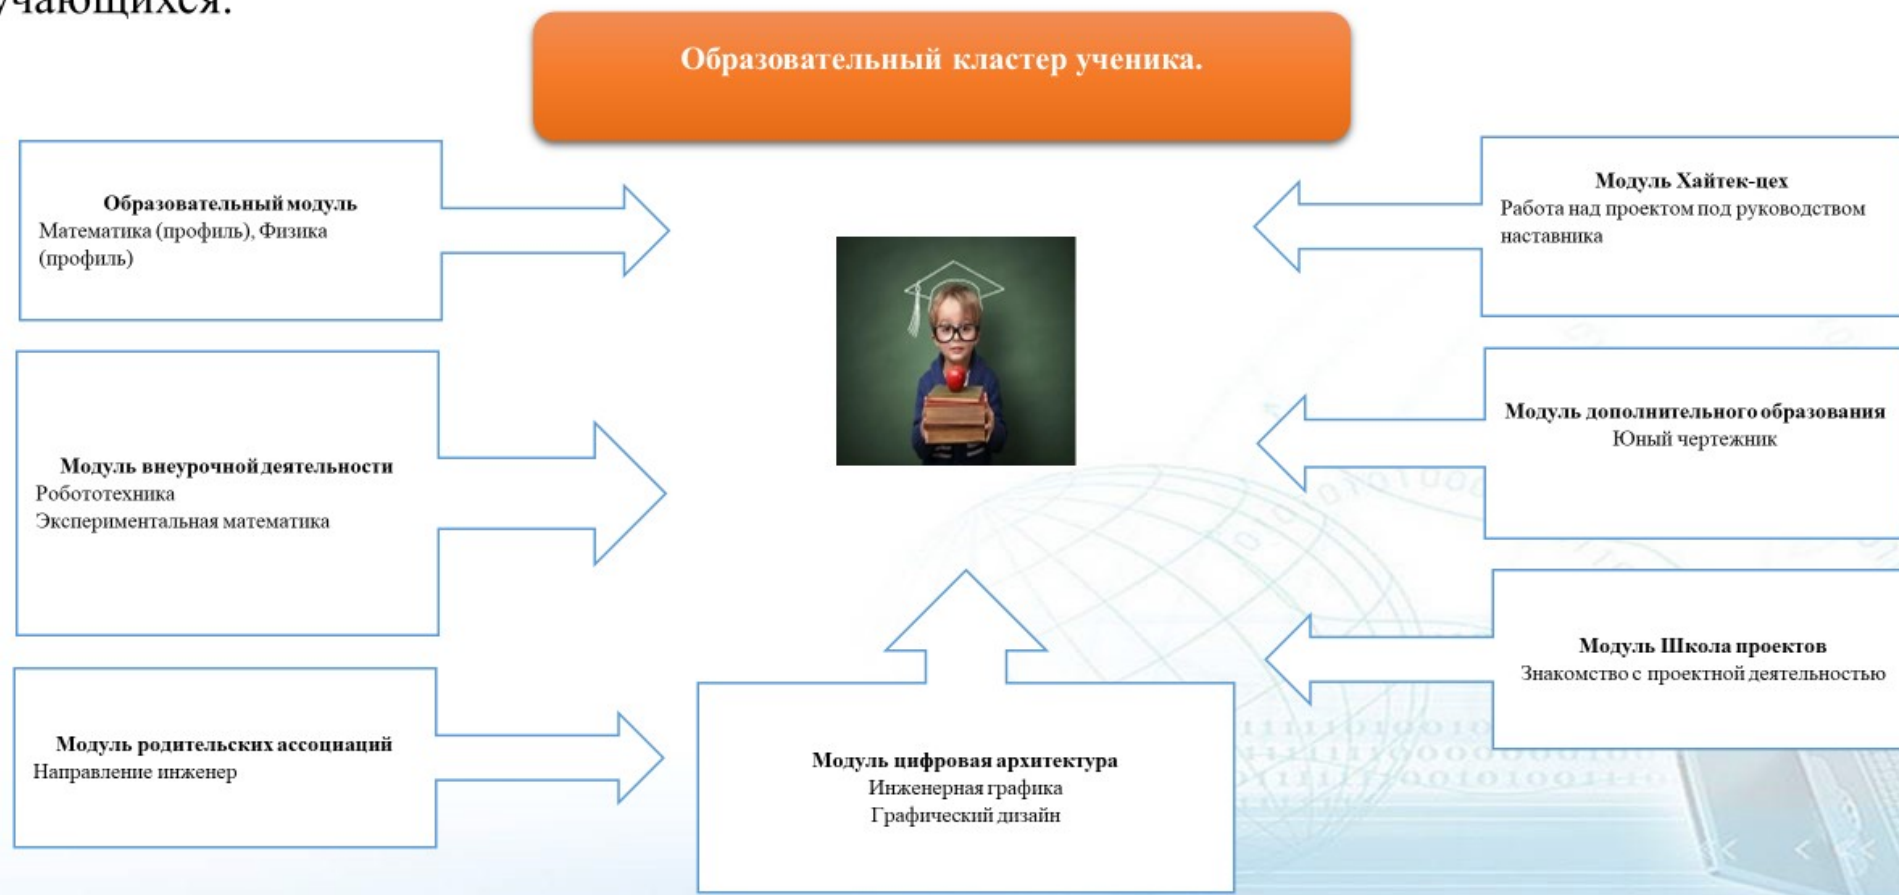 Образовательный кластер ученика.
Образовательный модуль
Математика (профиль), Физика
(профиль)
Модуль внеурочной деятельности
Робототехника
Экспериментальная математика
Модуль родительских ассоциаций
Направление инженер
Модуль цифровая архитектура
Инженерная графика
Графический дизайн
Модуль Хайтек-цех
Работа над проектом под руководством
наставника
Модуль дополнительного образования
Юный чертежник
Модуль Школа проектов
Знакомство с проектной деятельностью